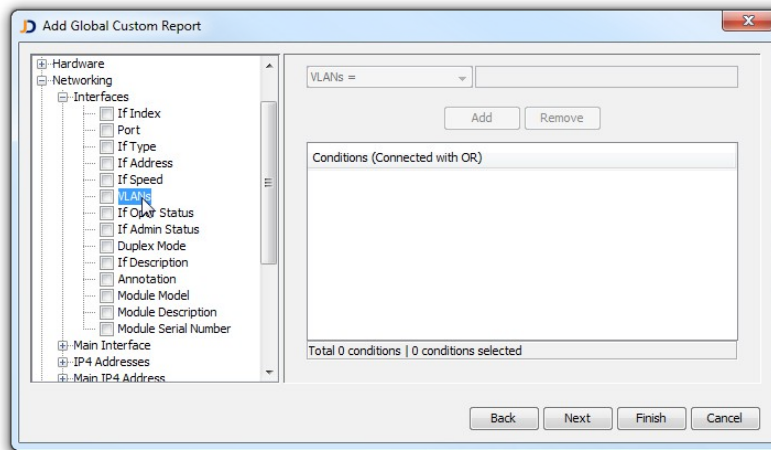 Add Global Custom Report
Hardware
Networking
Interfaces
If Index
Port
If Type
If Address
If Speed
VLANs
If Oper Status
If Admin Status
Duplex Mode
If Description
Annotation
Module Model
Module Description
Module Serial Number
Main Interface
IP4 Addresses
Main IP4 Address
VLANs =
Add Remove
Conditions (Connected with OR)
Total 0 conditions | 0 conditions selected
Back Next Finish Cancel